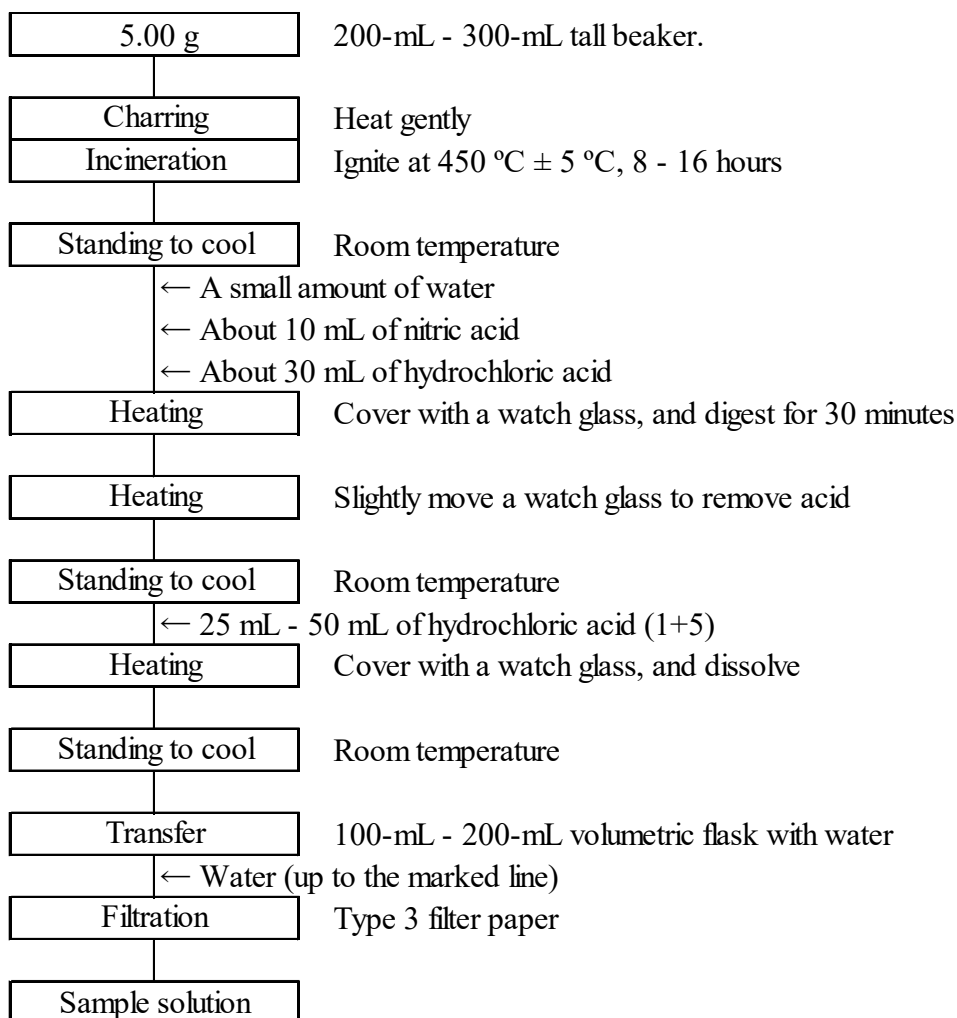 5.00 g 200-mL - 300-mL tall beaker.
Charring Heat gently
Incineration Ignite at 450 ºC ± 5 ºC, 8 - 16 hours
Standing to cool Room temperature
← A small amount of water
← About 10 mL of nitric acid
← About 30 mL of hydrochloric acid
Heating Cover with a watch glass, and digest for 30 minutes
Heating Slightly move a watch glass to remove acid
Standing to cool Room temperature
← 25 mL - 50 mL of hydrochloric acid (1+5)
Heating Cover with a watch glass, and dissolve
Standing to cool Room temperature
Transfer 100-mL - 200-mL volumetric flask with water
← Water (up to the marked line)
Filtration Type 3 filter paper
Sample solution